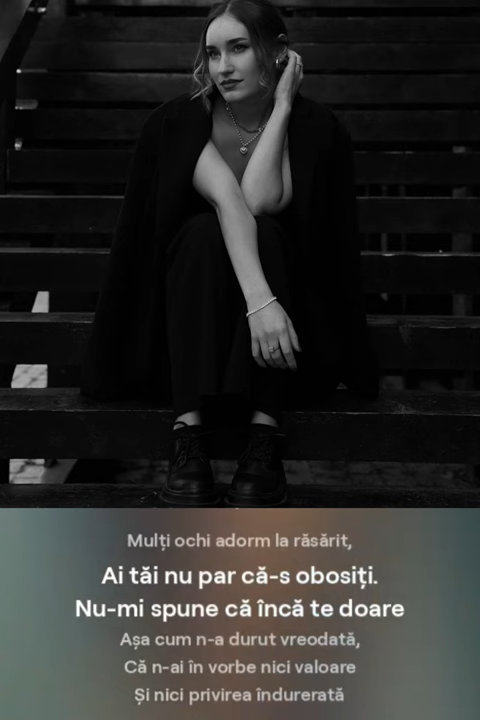 Mulți ochi adorm la răsărit,
Ai tăi nu par că-s obosiți.
Nu-mi spune că încă te doare
Așa cum n-a durut vreodată,
Că n-ai în vorbe nici valoare
Și nici privirea îndurerată